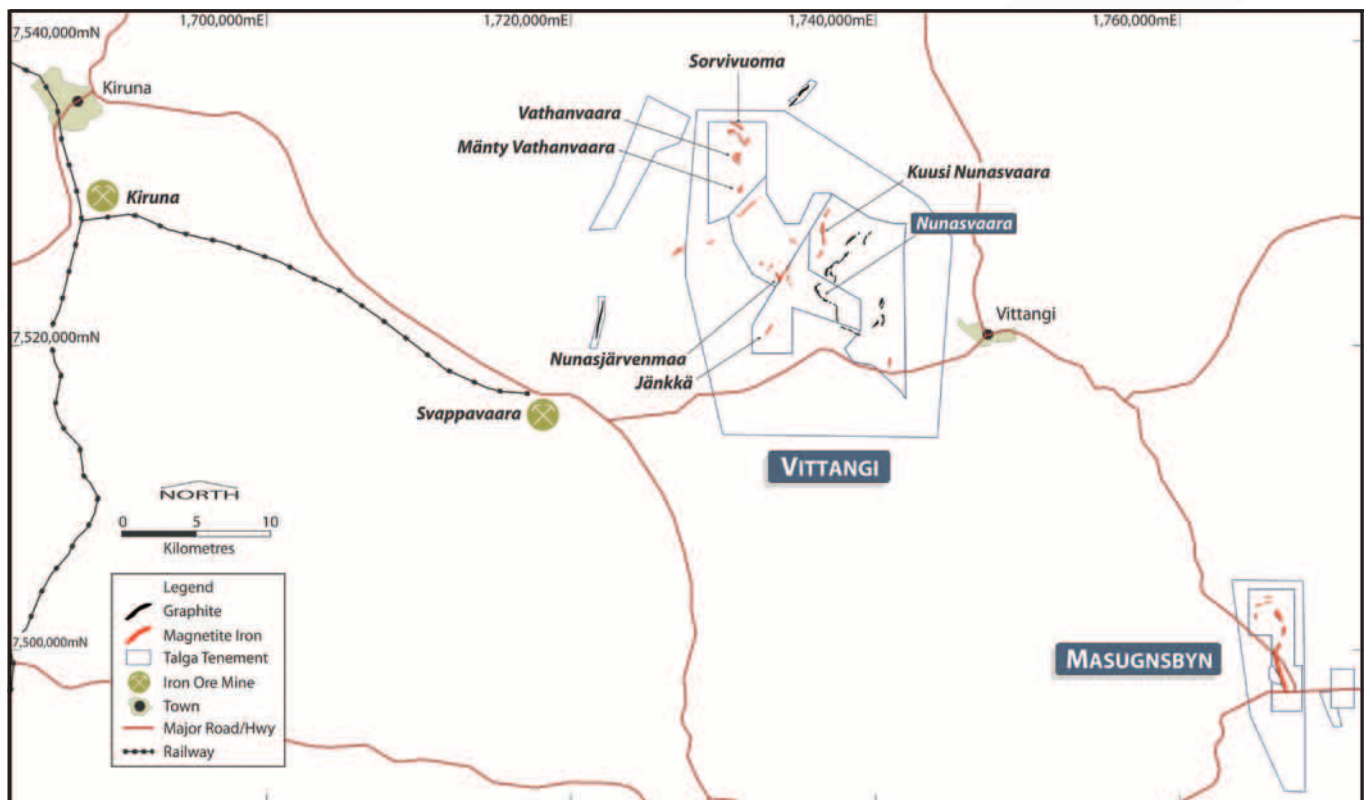 1,700,000mE
1,720,000mE
1,740,000mE
1,760,000mE
7,540,000mN
Kiruna
Sorvivuoma
Vathanvaara
Mänty Vathanvaara
Kuusi Nunasvaara
Kiruna
Nunasvaara
Vittangi
7,520,000mN
Nunasjärvenmaa
Jänkkä
Svappavaara
VITTANGI
NORTH
0 5 10
Kilometres
Legend
Graphite
Magnetite Iron
Talga Tenement
Iron Ore Mine
Town
Major Road/Hwy
Railway
7,500,000mN
MASUGNSBYN